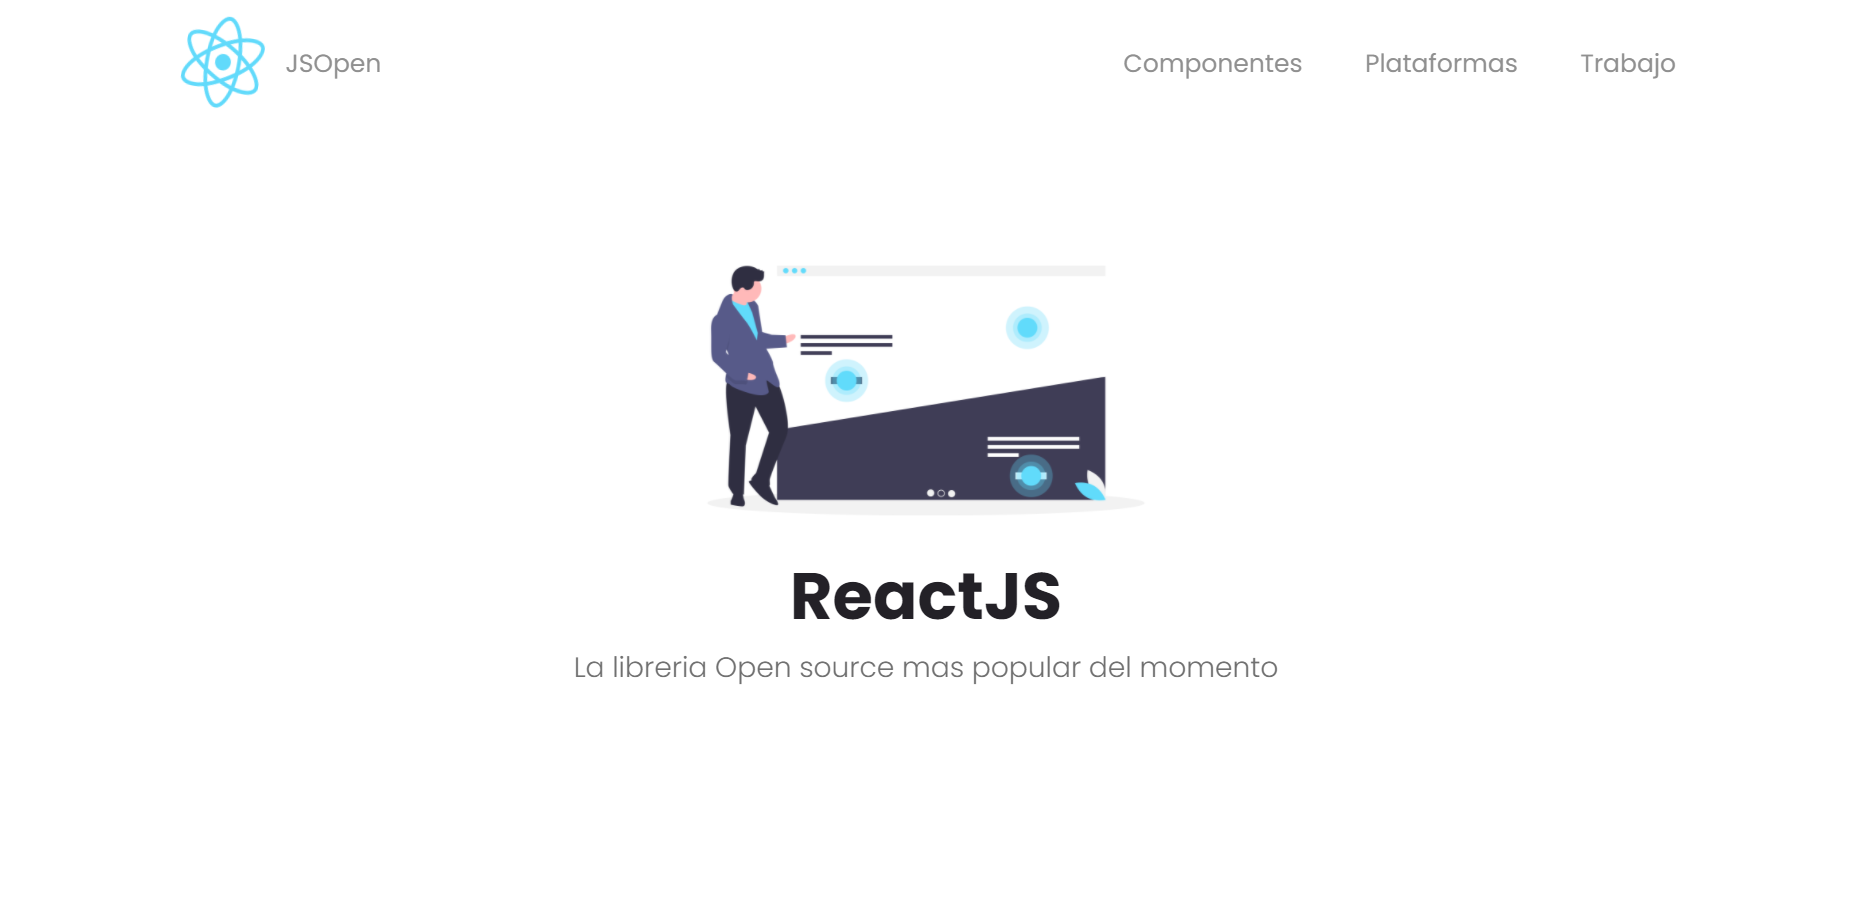 JSOpen
Componentes
Plataformas
Trabajo
ReactJS
La libreria Open source mas popular del momento